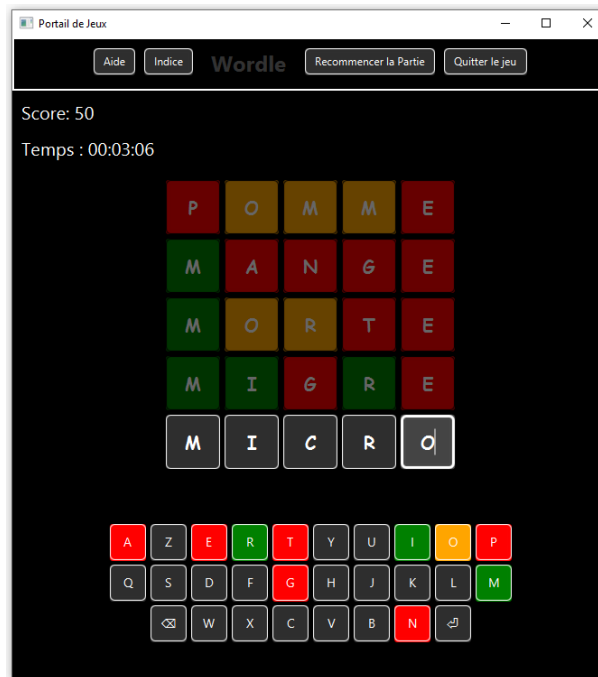 Portail de Jeux
Aide Indice Wordle Recommencer la Partie Quitter le jeu
Score: 50
Temps : 00:03:06
P O M M E
M A N G E
M O R T E
M I G R E
M I C R O
A Z E R T Y U I O P
Q S D F G H J K L M
⌫ W X C V B N ⏎